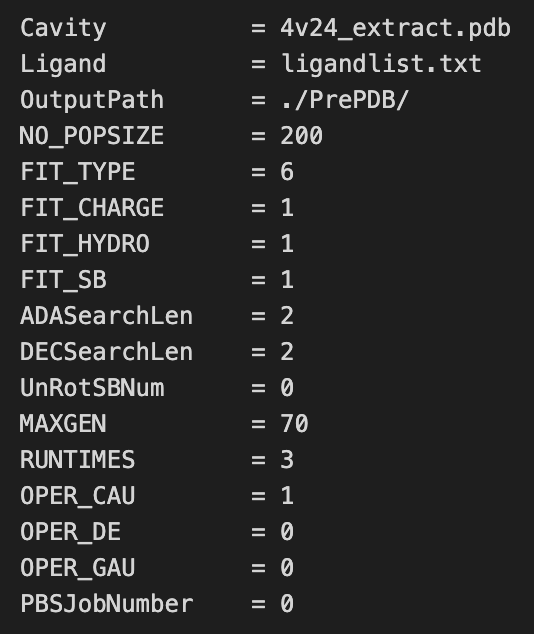 Cavity = 4v24_extract.pdb
Ligand = ligandlist.txt
OutputPath = ./PrePDB/
NO_POPSIZE = 200
FIT_TYPE = 6
FIT_CHARGE = 1
FIT_HYDRO = 1
FIT_SB = 1
ADASearchLen = 2
DECSearchLen = 2
UnRotSBNum = 0
MAXGEN = 70
RUNTIMES = 3
OPER_CAU = 1
OPER_DE = 0
OPER_GAU = 0
PBSJobNumber = 0